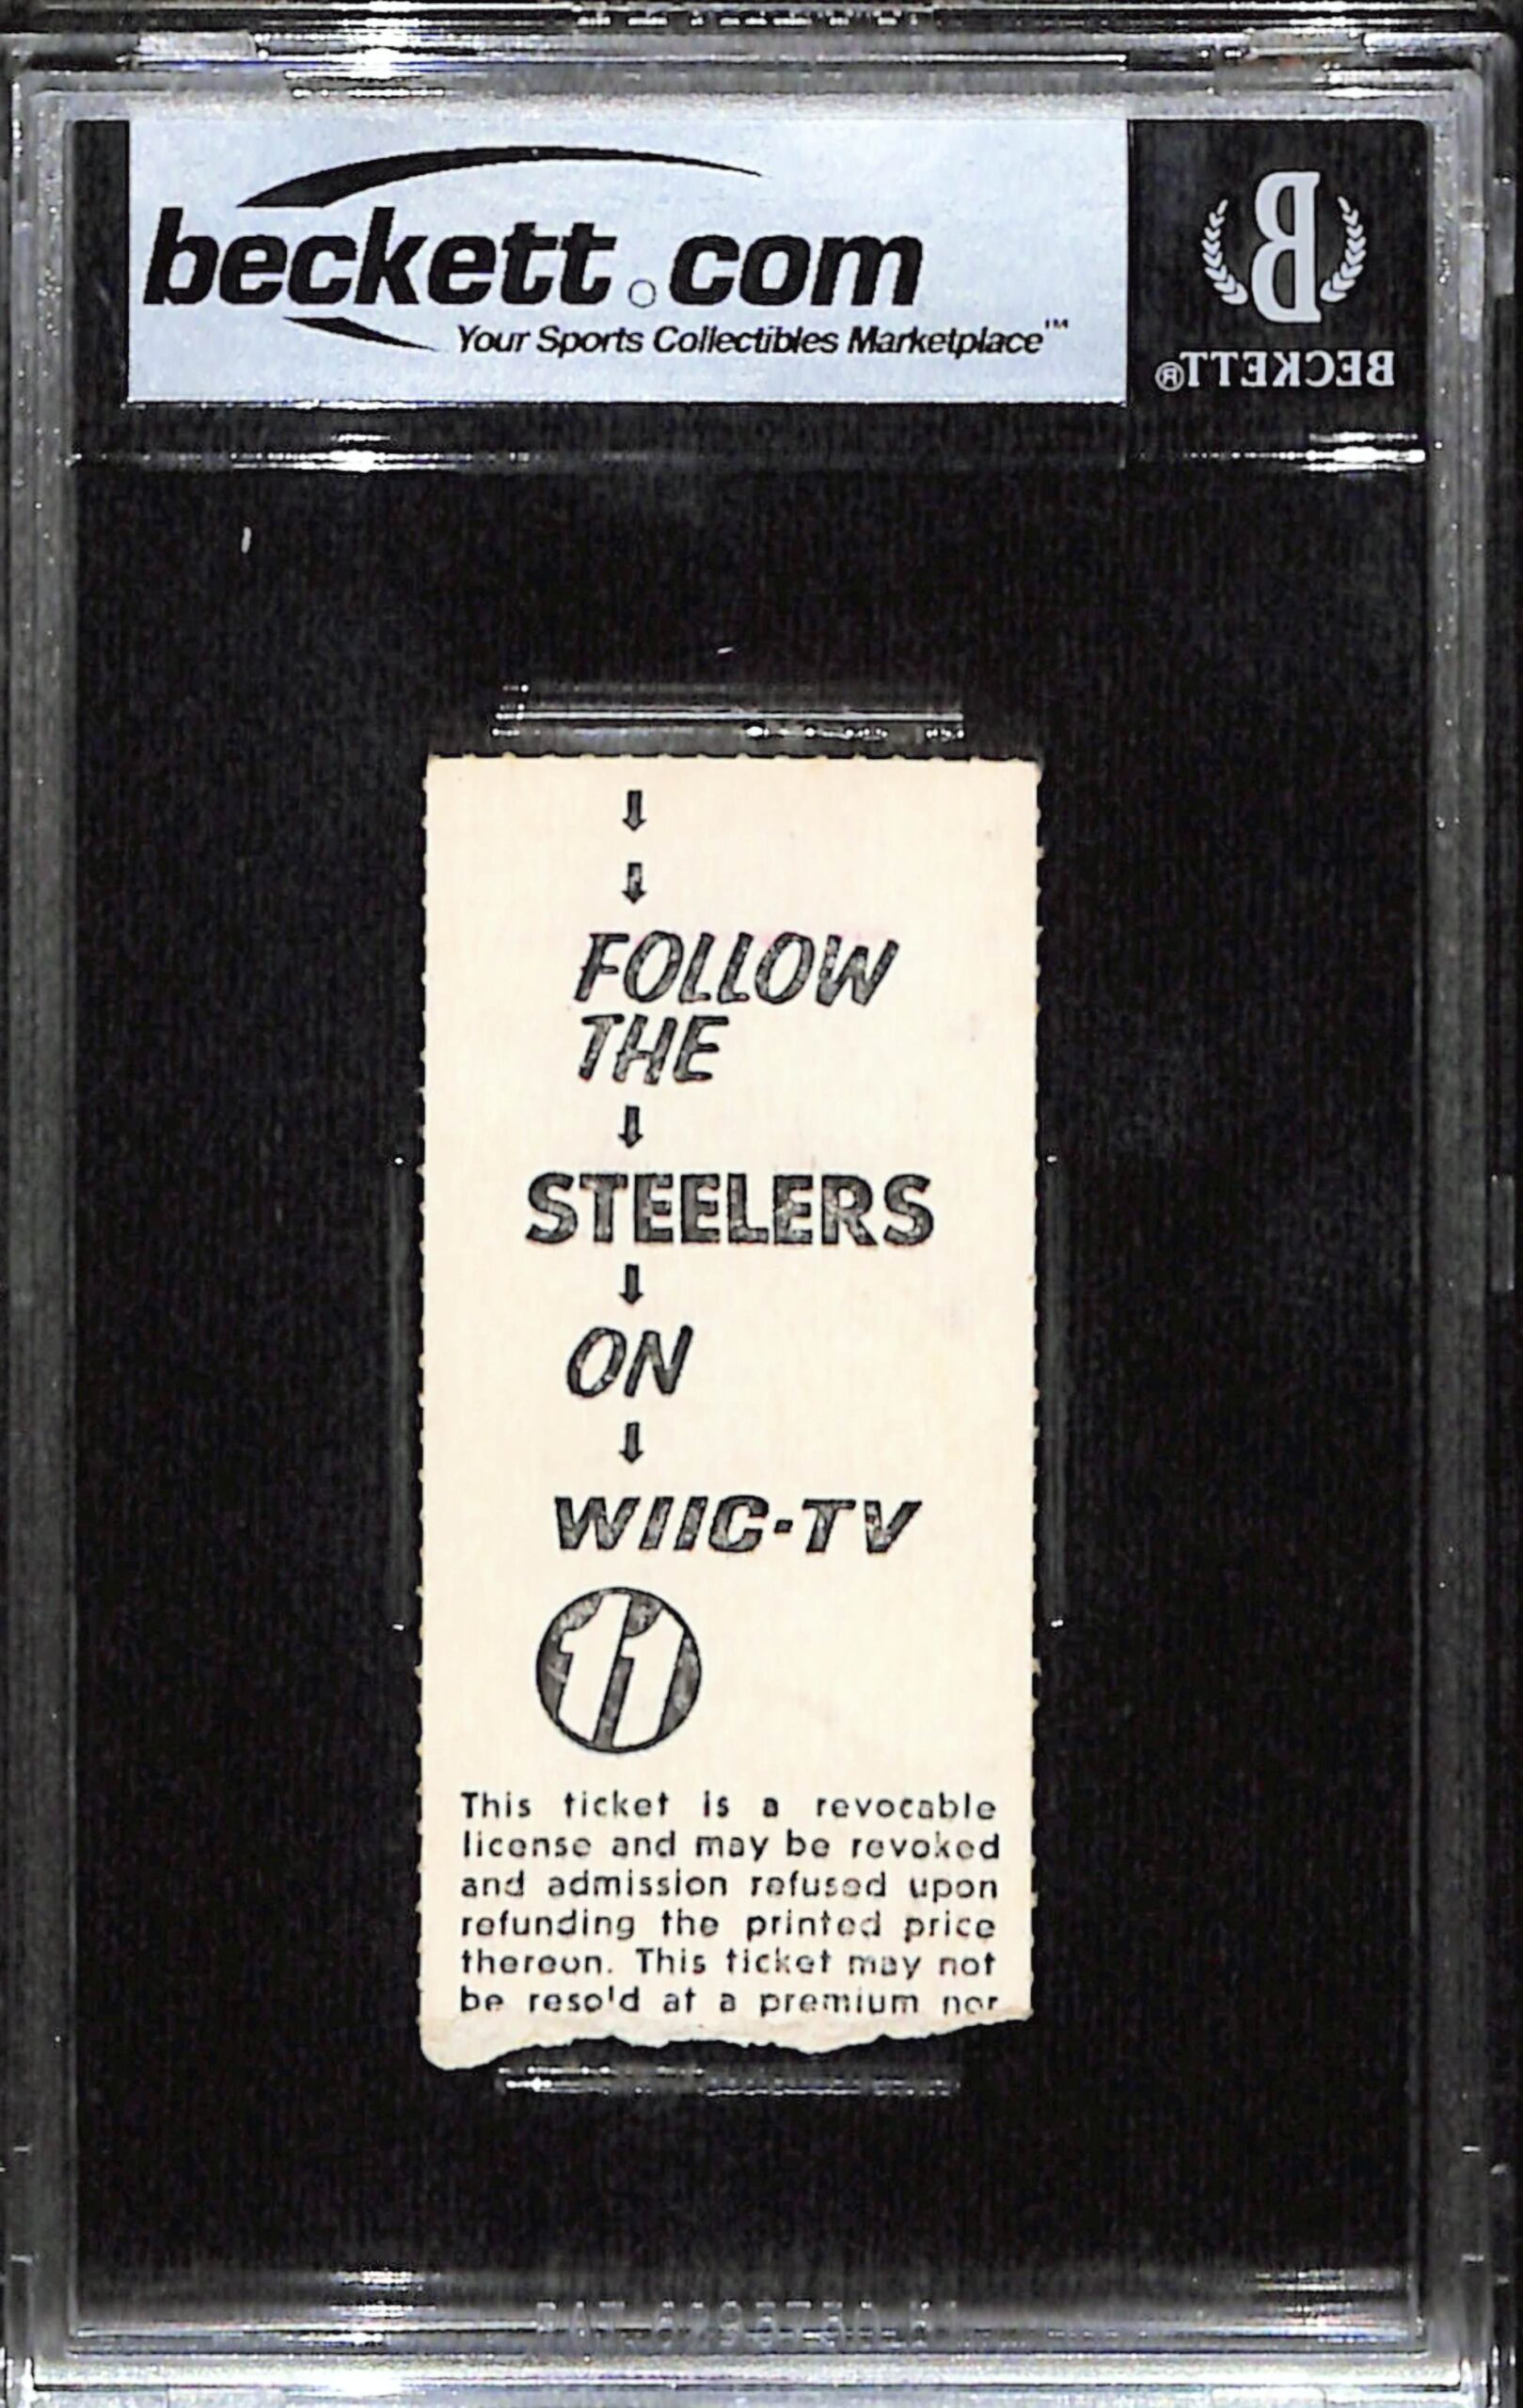 beckett.com
Your Sports Collectibles Marketplace™
B
BECKETT®
FOLLOW
THE
STEELERS
ON
WIIC-TV
11
This ticket is a revocable
license and may be revoked
and admission refused upon
refunding the printed price
thereon. This ticket may not
be reso'd at a premium nor